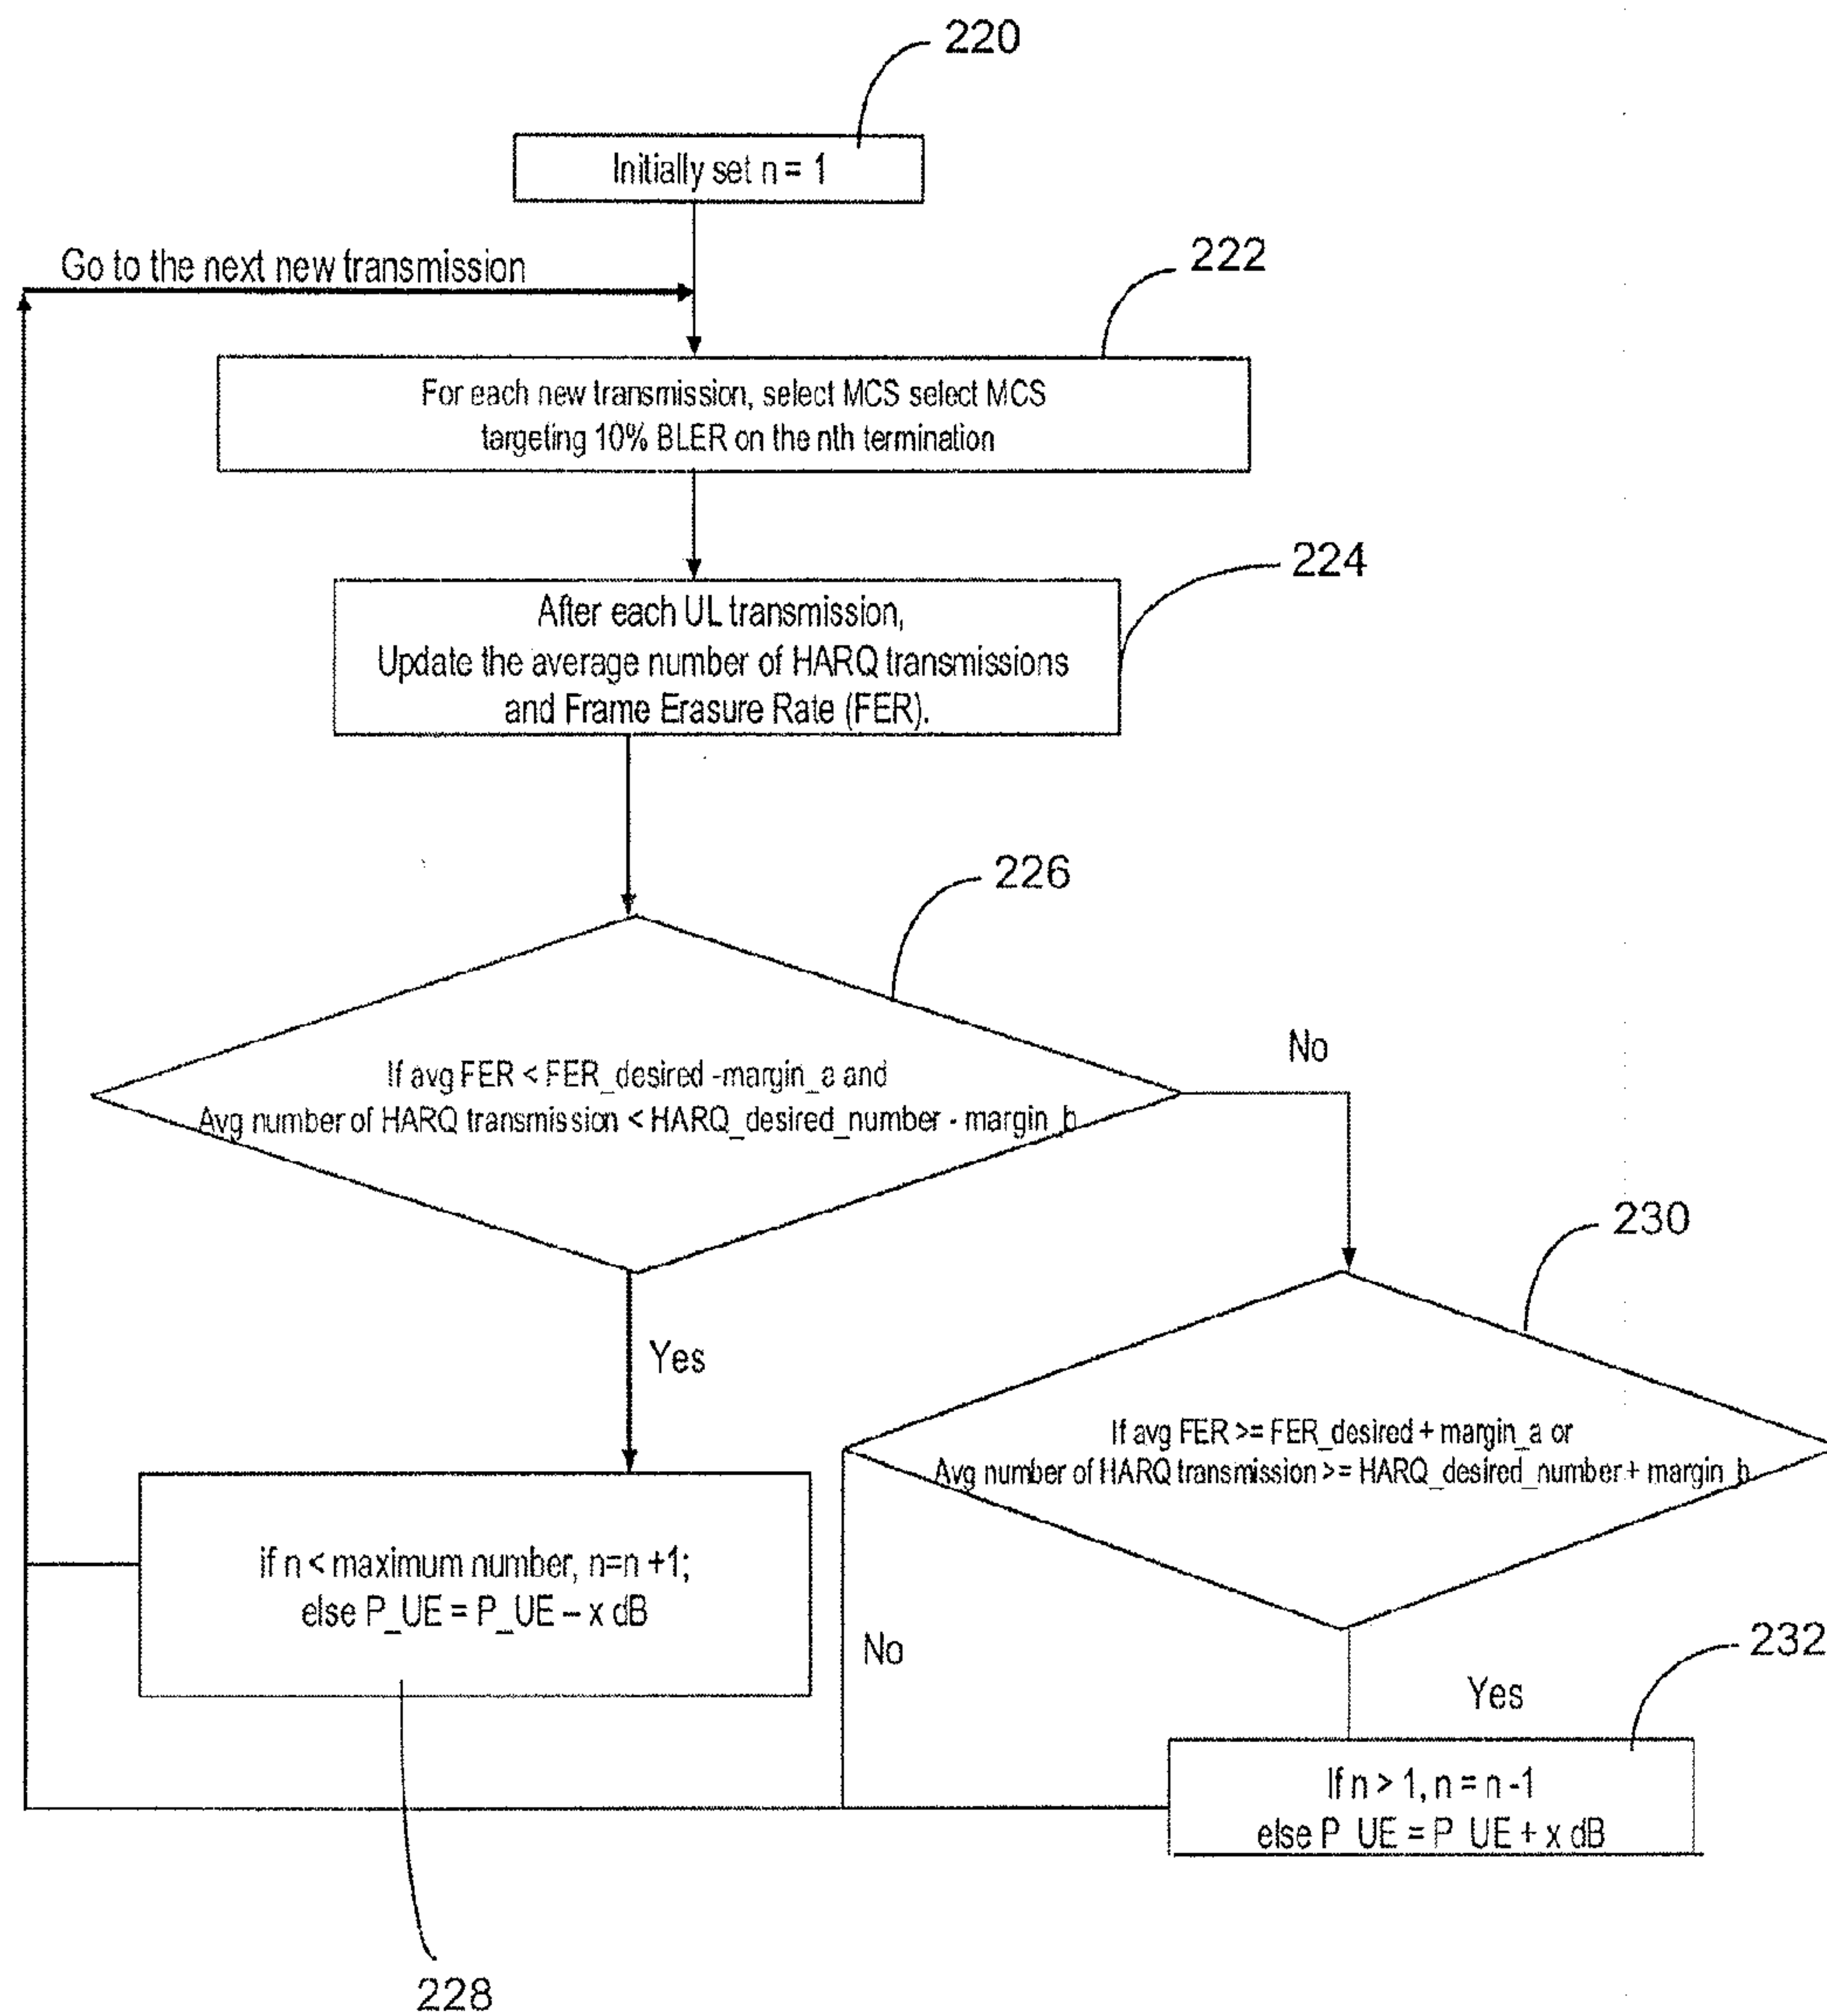 220
Initially set n = 1
Go to the next new transmission
222
For each new transmission, select MCS select MCS
targeting 10% BLER on the nth termination
224
After each UL transmission,
Update the average number of HARQ transmissions
and Frame Erasure Rate (FER).
226
If avg FER < FER_desired -margin_a and
Avg number of HARQ transmission < HARQ_desired_number - margin_b
No
Yes
230
If avg FER >= FER_desired + margin_a or
Avg number of HARQ transmission >= HARQ_desired_number + margin_b
if n < maximum number, n=n +1;
else P_UE = P_UE – x dB
No
Yes
232
If n > 1, n = n -1
else P_UE = P_UE + x dB
228